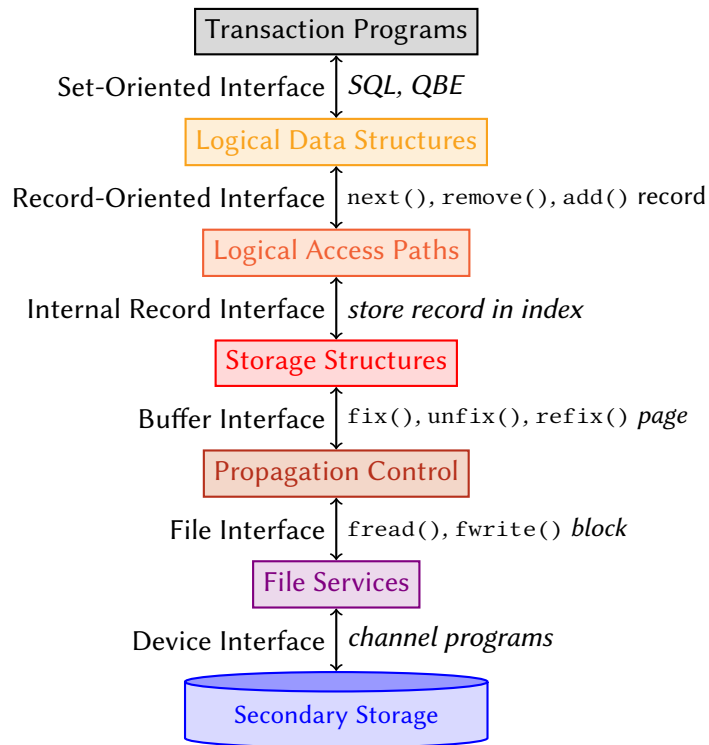 Transaction Programs
Set-Oriented Interface SQL, QBE
Logical Data Structures
Record-Oriented Interface next(), remove(), add() record
Logical Access Paths
Internal Record Interface store record in index
Storage Structures
Buffer Interface fix(), unfix(), refix() page
Propagation Control
File Interface fread(), fwrite() block
File Services
Device Interface channel programs
Secondary Storage